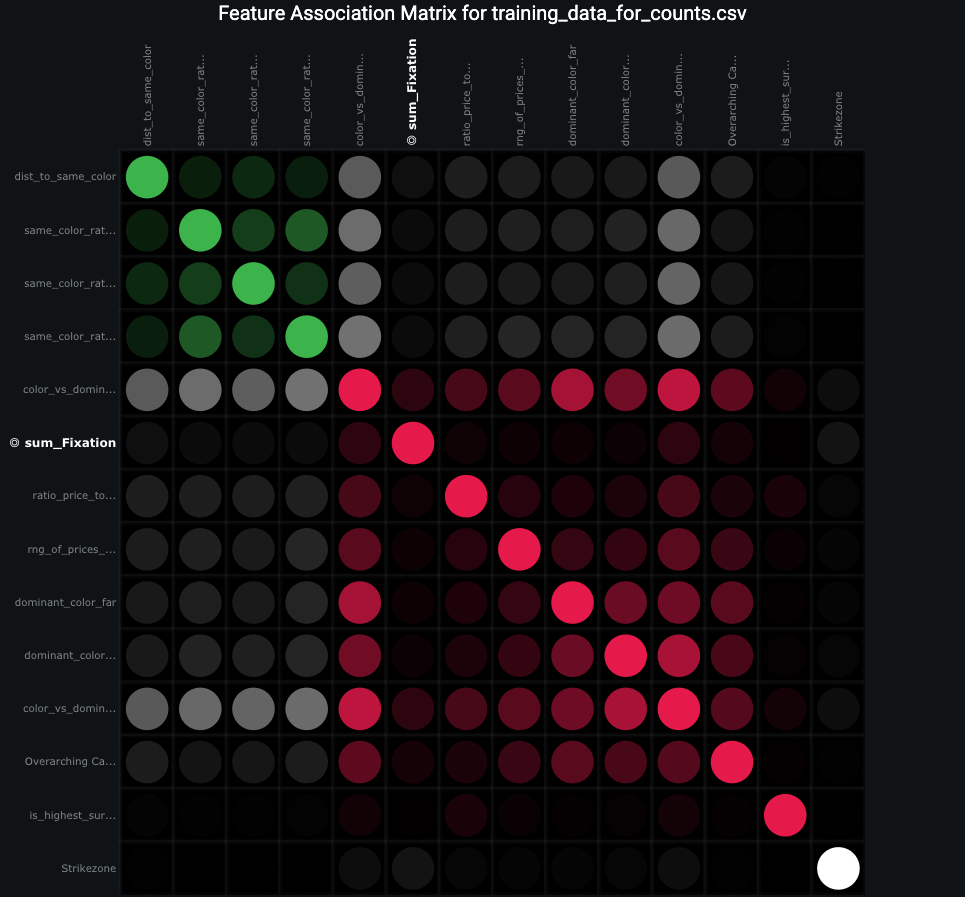 Feature Association Matrix for training_data_for_counts.csv
dist_to_same_color
same_color_rat...
same_color_rat...
same_color_rat...
color_vs_domin...
◎ sum_Fixation
ratio_price_to...
rng_of_prices_...
dominant_color_far
dominant_color...
color_vs_domin...
Overarching Ca...
is_highest_sur...
Strikezone
dist_to_same_color
same_color_rat...
same_color_rat...
same_color_rat...
color_vs_domin...
◎ sum_Fixation
ratio_price_to...
rng_of_prices_...
dominant_color_far
dominant_color...
color_vs_domin...
Overarching Ca...
is_highest_sur...
Strikezone